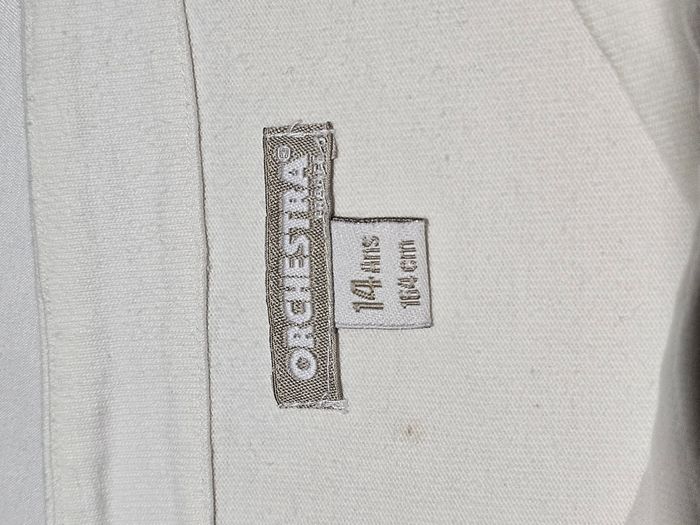 ORCHESTRA®
14 Ans
164 cm